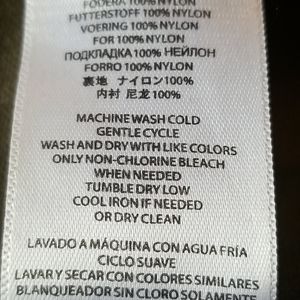 FODERA 100% NYLON
FUTTERSTOFF 100% NYLON
VOERING 100% NYLON
FOR 100% NYLON
ПОДКЛАДКА 100% НЕЙЛОН
FORRO 100% NYLON
裏地 ナイロン100%
内衬 尼龙 100%
MACHINE WASH COLD
GENTLE CYCLE
WASH AND DRY WITH LIKE COLORS
ONLY NON-CHLORINE BLEACH
WHEN NEEDED
TUMBLE DRY LOW
COOL IRON IF NEEDED
OR DRY CLEAN
LAVADO A MÁQUINA CON AGUA FRÍA
CICLO SUAVE
LAVAR Y SECAR CON COLORES SIMILARES
BLANQUEADOR SIN CLORO SOLAMENTE